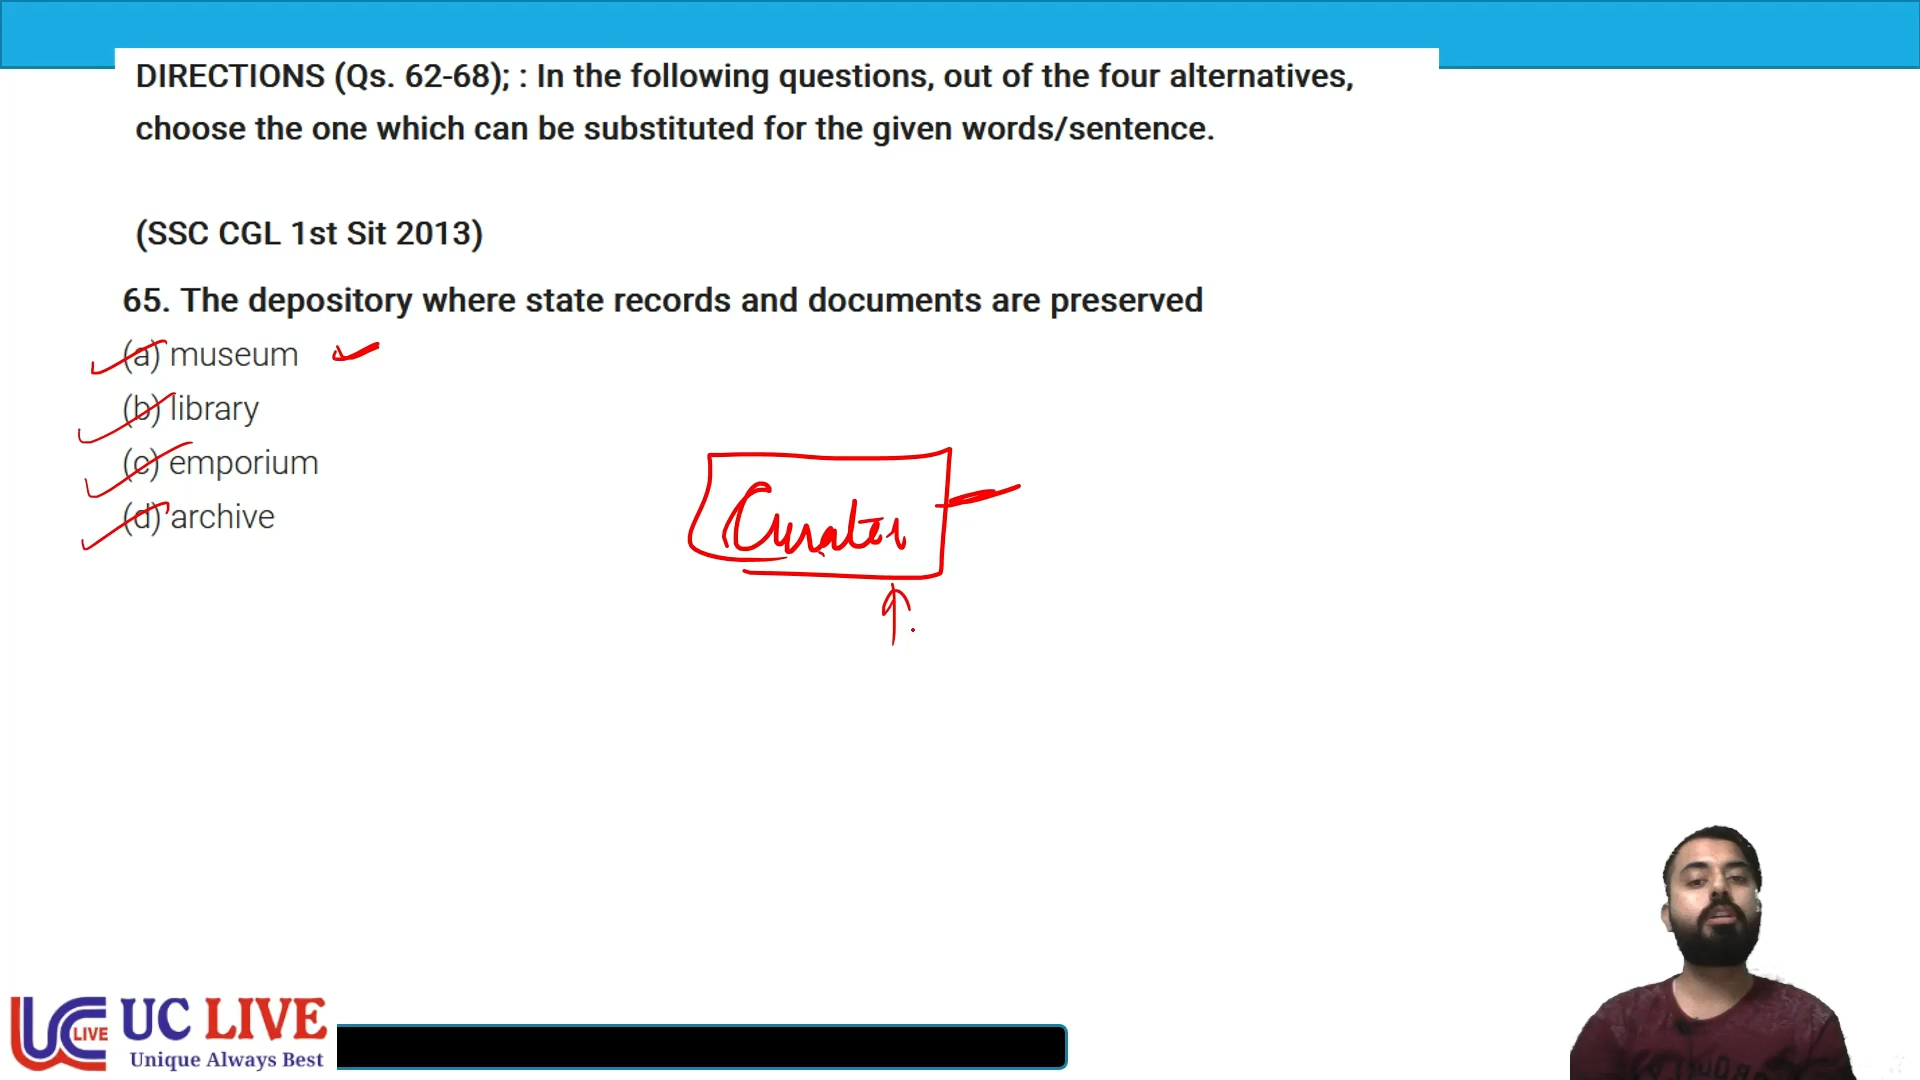 DIRECTIONS (Qs. 62-68); : In the following questions, out of the four alternatives,
choose the one which can be substituted for the given words/sentence.
(SSC CGL 1st Sit 2013)
65. The depository where state records and documents are preserved
(a) museum
(b) library
(c) emporium
(d) archive
Curator
LIVE
UC LIVE
Unique Always Best